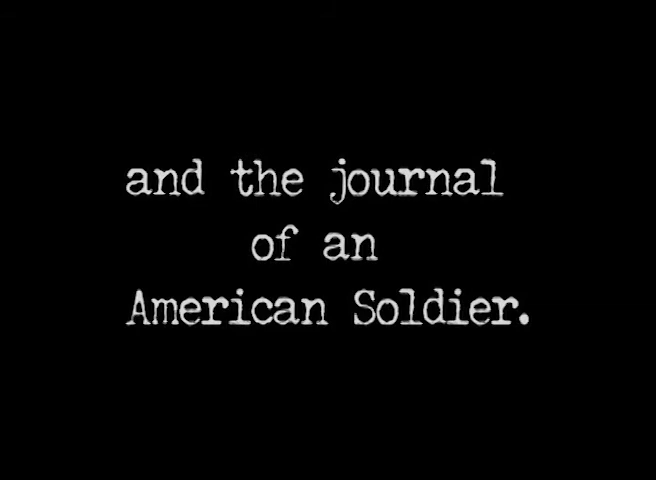 and the journal
of an
American Soldier.